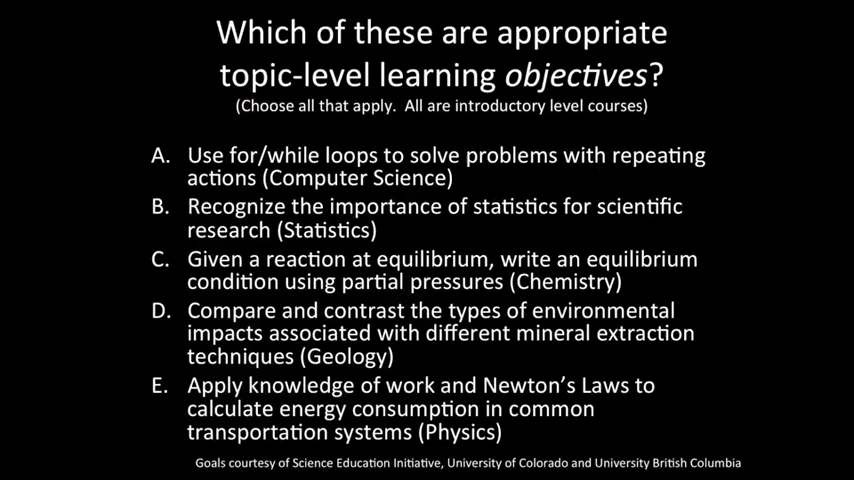 Which of these are appropriate
topic-level learning objectives?
(Choose all that apply. All are introductory level courses)
A. Use for/while loops to solve problems with repeating
actions (Computer Science)
B. Recognize the importance of statistics for scientific
research (Statistics)
C. Given a reaction at equilibrium, write an equilibrium
condition using partial pressures (Chemistry)
D. Compare and contrast the types of environmental
impacts associated with different mineral extraction
techniques (Geology)
E. Apply knowledge of work and Newton's Laws to
calculate energy consumption in common
transportation systems (Physics)
Goals courtesy of Science Education Initiative, University of Colorado and University British Columbia